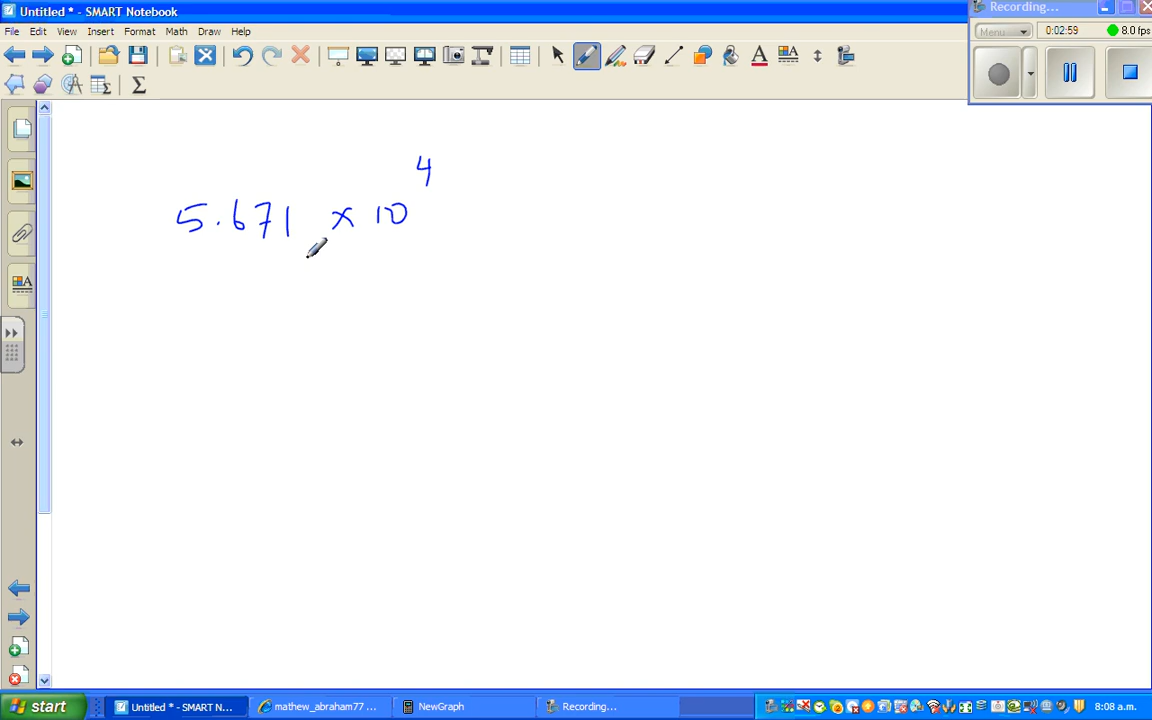 Untitled * - SMART Notebook
Recording...
File Edit View Insert Format Math Draw Help
Menu 0:02:59 8.0 fps
5.671 x 10^4
start Untitled * - SMART N... mathew_abraham77 ... NewGraph Recording... 8:08 a.m.